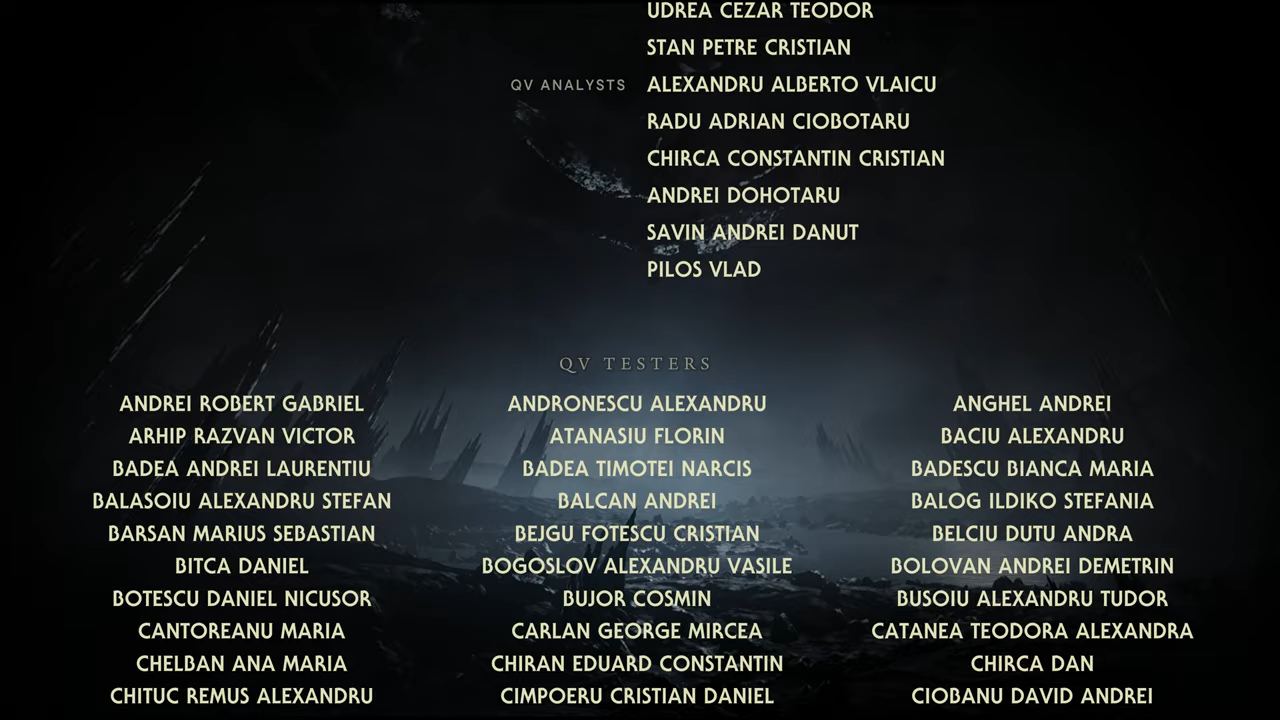 UDREA CEZAR TEODOR
STAN PETRE CRISTIAN
QV ANALYSTS ALEXANDRU ALBERTO VLAICU
RADU ADRIAN CIOBOTARU
CHIRCA CONSTANTIN CRISTIAN
ANDREI DOHOTARU
SAVIN ANDREI DANUT
PILOS VLAD
QV TESTERS
ANDREI ROBERT GABRIEL ANDRONESCU ALEXANDRU ANGHEL ANDREI
ARHIP RAZVAN VICTOR ATANASIU FLORIN BACIU ALEXANDRU
BADEA ANDREI LAURENTIU BADEA TIMOTEI NARCIS BADESCU BIANCA MARIA
BALASOIU ALEXANDRU STEFAN BALCAN ANDREI BALOG ILDIKO STEFANIA
BARSAN MARIUS SEBASTIAN BEJGU FOTESCU CRISTIAN BELCIU DUTU ANDRA
BITCA DANIEL BOGOSLOV ALEXANDRU VASILE BOLOVAN ANDREI DEMETRIN
BOTESCU DANIEL NICUSOR BUJOR COSMIN BUSOIU ALEXANDRU TUDOR
CANTOREANU MARIA CARLAN GEORGE MIRCEA CATANEA TEODORA ALEXANDRA
CHELBAN ANA MARIA CHIRAN EDUARD CONSTANTIN CHIRCA DAN
CHITUC REMUS ALEXANDRU CIMPOERU CRISTIAN DANIEL CIOBANU DAVID ANDREI